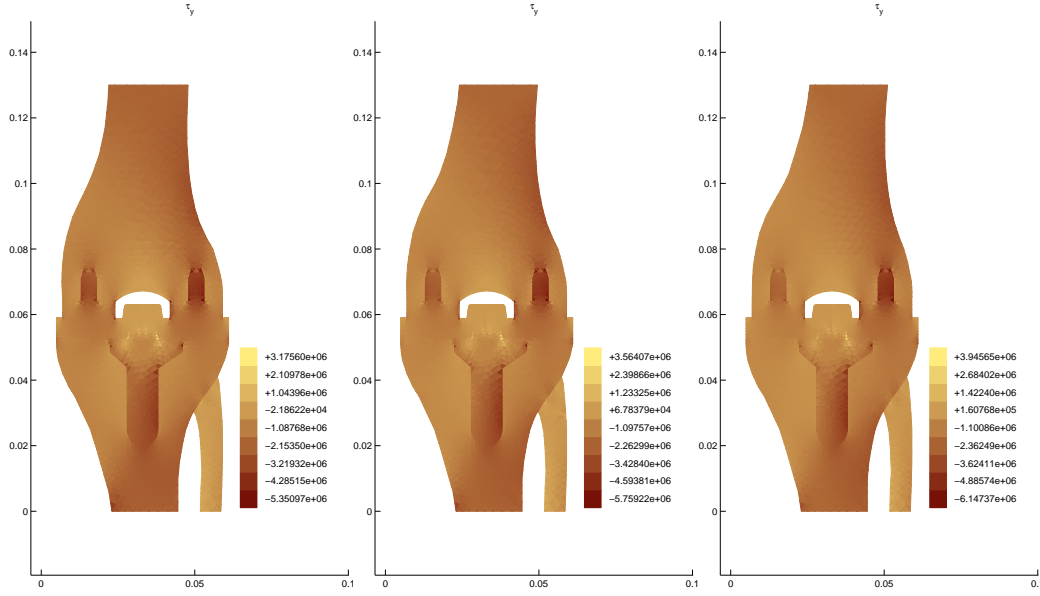 τy
0.14
0.12
0.1
0.08
0.06
0.04
0.02
0
0
0.05
0.1
+3.17560e+06
+2.10978e+06
+1.04396e+06
−2.18622e+04
−1.08768e+06
−2.15350e+06
−3.21932e+06
−4.28515e+06
−5.35097e+06
τy
0.14
0.12
0.1
0.08
0.06
0.04
0.02
0
0
0.05
0.1
+3.56407e+06
+2.39866e+06
+1.23325e+06
+6.78379e+04
−1.09757e+06
−2.26299e+06
−3.42840e+06
−4.59381e+06
−5.75922e+06
τy
0.14
0.12
0.1
0.08
0.06
0.04
0.02
0
0
0.05
0.
+3.94565e+06
+2.68402e+06
+1.42240e+06
+1.60768e+05
−1.10086e+06
−2.36249e+06
−3.62411e+06
−4.88574e+06
−6.14737e+06